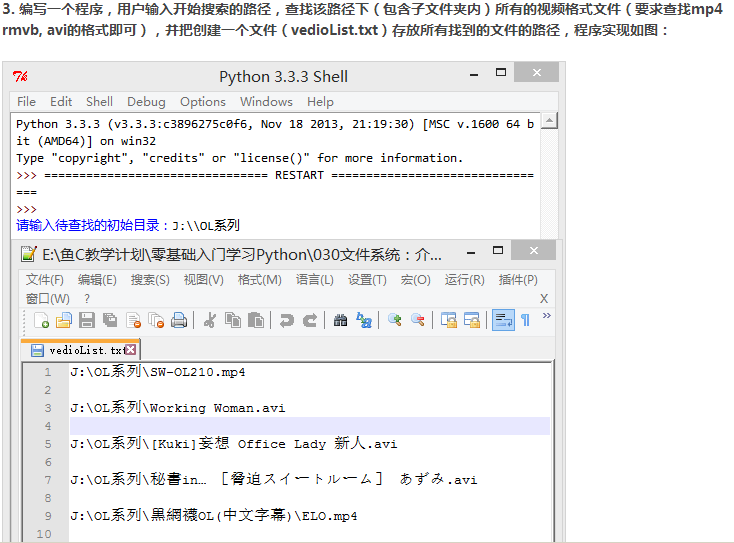 3. 编写一个程序，用户输入开始搜索的路径，查找该路径下（包含子文件夹内）所有的视频格式文件（要求查找mp4
rmvb, avi的格式即可），并把创建一个文件（vedioList.txt）存放所有找到的文件的路径，程序实现如图：
Python 3.3.3 Shell
File Edit Shell Debug Options Windows Help
Python 3.3.3 (v3.3.3:c3896275c0f6, Nov 18 2013, 21:19:30) [MSC v.1600 64 b
it (AMD64)] on win32
Type "copyright", "credits" or "license()" for more information.
>>> ================================ RESTART ================================
===
>>>
请输入待查找的初始目录：J:\\OL系列
E:\鱼C教学计划\零基础入门学习Python\030文件系统：介...
文件(F) 编辑(E) 搜索(S) 视图(V) 格式(M) 语言(L) 设置(T) 宏(O) 运行(R) 插件(P)
窗口(W) ? X
vedioList.txt
1 J:\OL系列\SW-OL210.mp4
2
3 J:\OL系列\Working Woman.avi
4
5 J:\OL系列\[Kuki]妄想 Office Lady 新人.avi
6
7 J:\OL系列\秘書in… ［脅迫スイートルーム］ あずみ.avi
8
9 J:\OL系列\黑網襪OL(中文字幕)\ELO.mp4
10